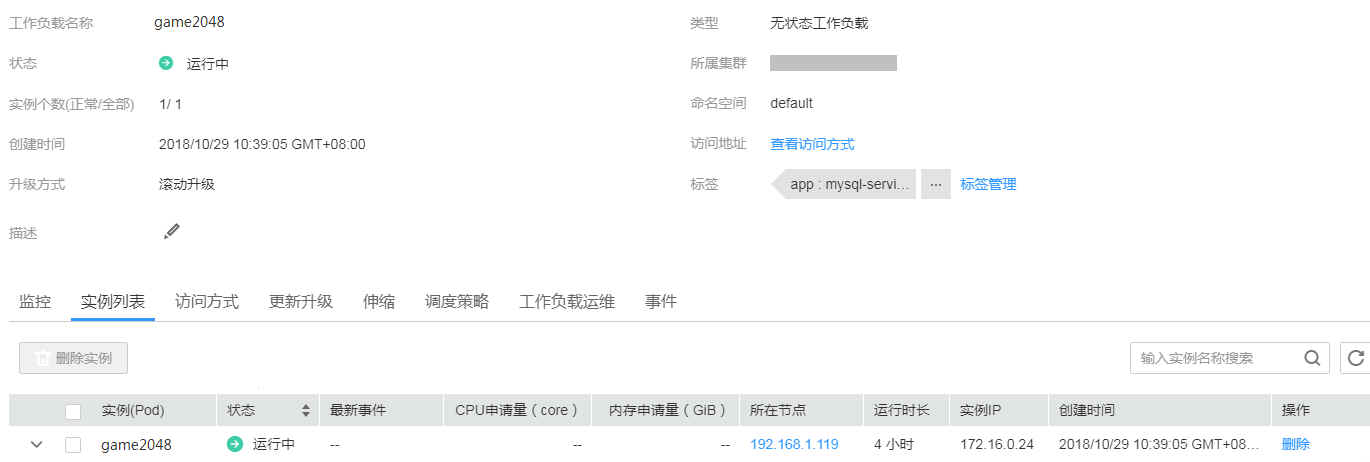 工作负载名称 game2048 类型 无状态工作负载
状态 运行中 所属集群
实例个数(正常/全部) 1/ 1 命名空间 default
创建时间 2018/10/29 10:39:05 GMT+08:00 访问地址 查看访问方式
升级方式 滚动升级 标签 app : mysql-servi... ... 标签管理
描述
监控 实例列表 访问方式 更新升级 伸缩 调度策略 工作负载运维 事件
删除实例 输入实例名称搜索
实例(Pod) 状态 最新事件 CPU申请量（core） 内存申请量（GiB） 所在节点 运行时长 实例IP 创建时间 操作
game2048 运行中 -- -- -- 192.168.1.119 4 小时 172.16.0.24 2018/10/29 10:39:05 GMT+08... 删除